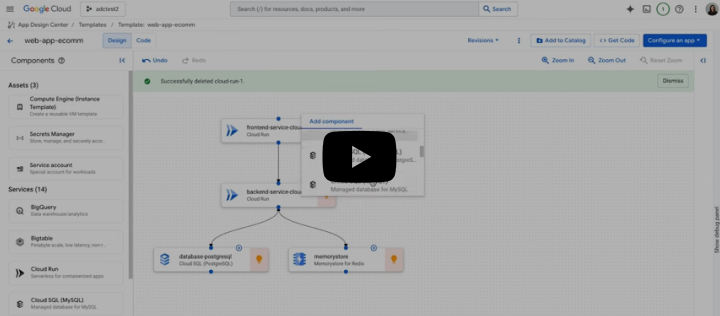 Google Cloud
adctest2
Search (/) for resources, docs, products, and more
Search
App Design Center / Templates / Template: web-app-ecomm
web-app-ecomm
Design
Code
Revisions
Add to Catalog
<> Get Code
Configure an app
Components
Undo
Redo
Zoom In
Zoom Out
Reset Zoom
Successfully deleted cloud-run-1.
Dismiss
Assets (3)
Compute Engine (Instance Template)
Create a reusable VM template
Secrets Manager
Store, manage, and securely acce...
Service account
Special account for workloads
Services (14)
BigQuery
Data warehouse/analytics
Bigtable
Petabyte scale, low latency, non-r...
Cloud Run
Serverless for containerized apps
Cloud SQL (MySQL)
Managed database for MySQL
frontend-service-clou
Cloud Run
Add component
Managed database for MySQL
backend-service-clou
Cloud Run
database-postgresql
Cloud SQL (PostgreSQL)
memorystore
Memorystore for Redis
Show debug panel